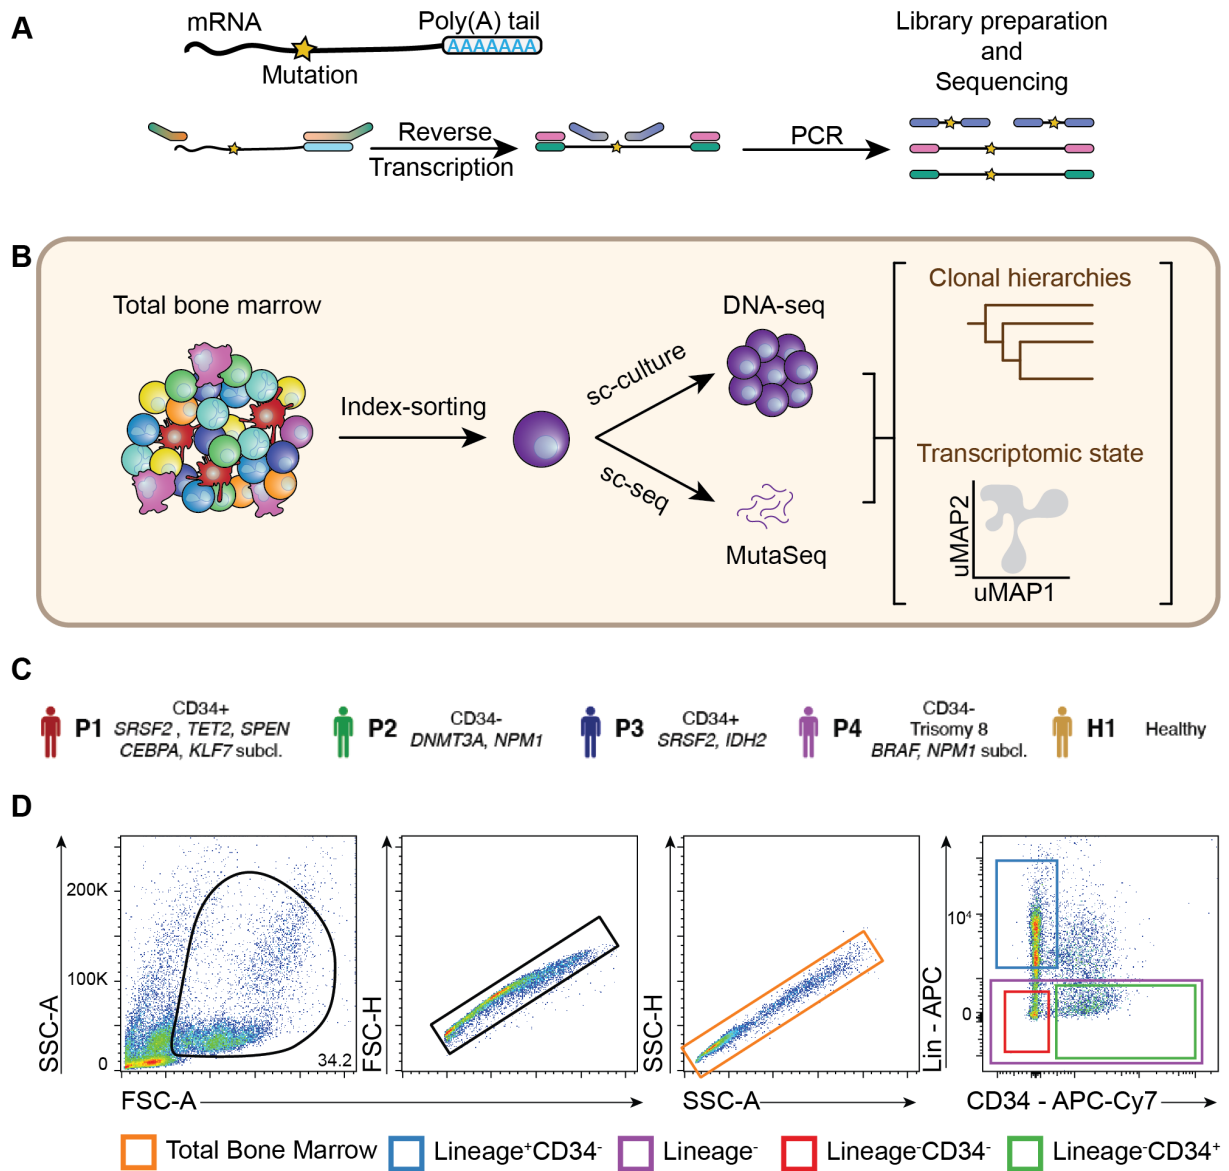 A
mRNA
Poly(A) tail
AAAAAAA
Mutation
Library preparation
and
Sequencing
Reverse
Transcription
PCR
B
Total bone marrow
Index-sorting
sc-culture
sc-seq
DNA-seq
MutaSeq
Clonal hierarchies
Transcriptomic state
uMAP2
uMAP1
C
P1
CD34+
SRSF2 , TET2, SPEN
CEBPA, KLF7 subcl.
P2
CD34-
DNMT3A, NPM1
P3
CD34+
SRSF2, IDH2
P4
CD34-
Trisomy 8
BRAF, NPM1 subcl.
H1
Healthy
D
SSC-A
200K
100K
0
34.2
FSC-A
FSC-H
SSC-H
SSC-A
Lin - APC
10⁴
0
CD34 - APC-Cy7
Total Bone Marrow
Lineage⁺CD34⁻
Lineage⁻
Lineage⁻CD34⁻
Lineage⁻CD34⁺